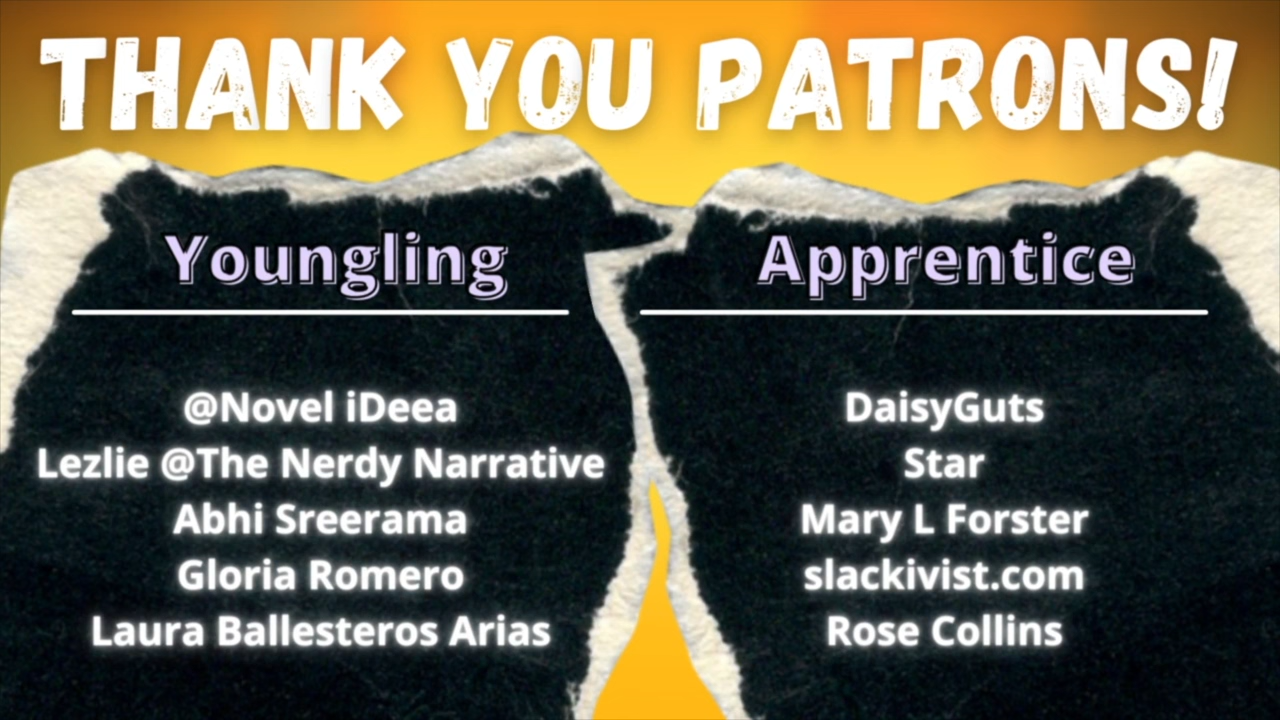 THANK YOU PATRONS!
Youngling
@Novel iDeea
Lezlie @The Nerdy Narrative
Abhi Sreerama
Gloria Romero
Laura Ballesteros Arias
Apprentice
DaisyGuts
Star
Mary L Forster
slackivist.com
Rose Collins